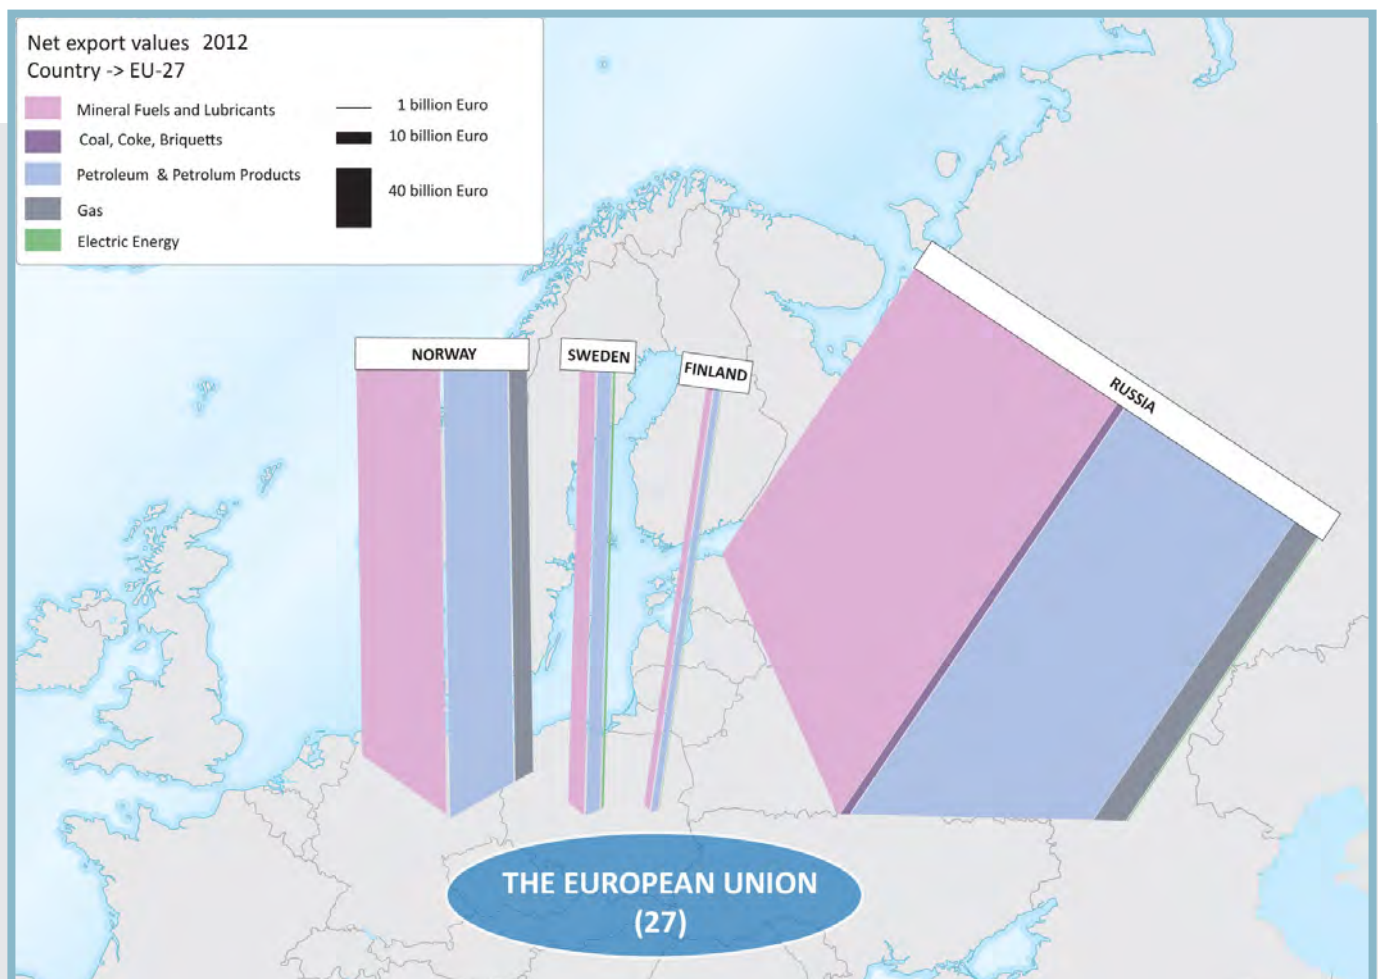 Net export values 2012
Country -> EU-27
Mineral Fuels and Lubricants
Coal, Coke, Briquetts
Petroleum & Petrolum Products
Gas
Electric Energy
1 billion Euro
10 billion Euro
40 billion Euro
NORWAY
SWEDEN
FINLAND
RUSSIA
THE EUROPEAN UNION
(27)